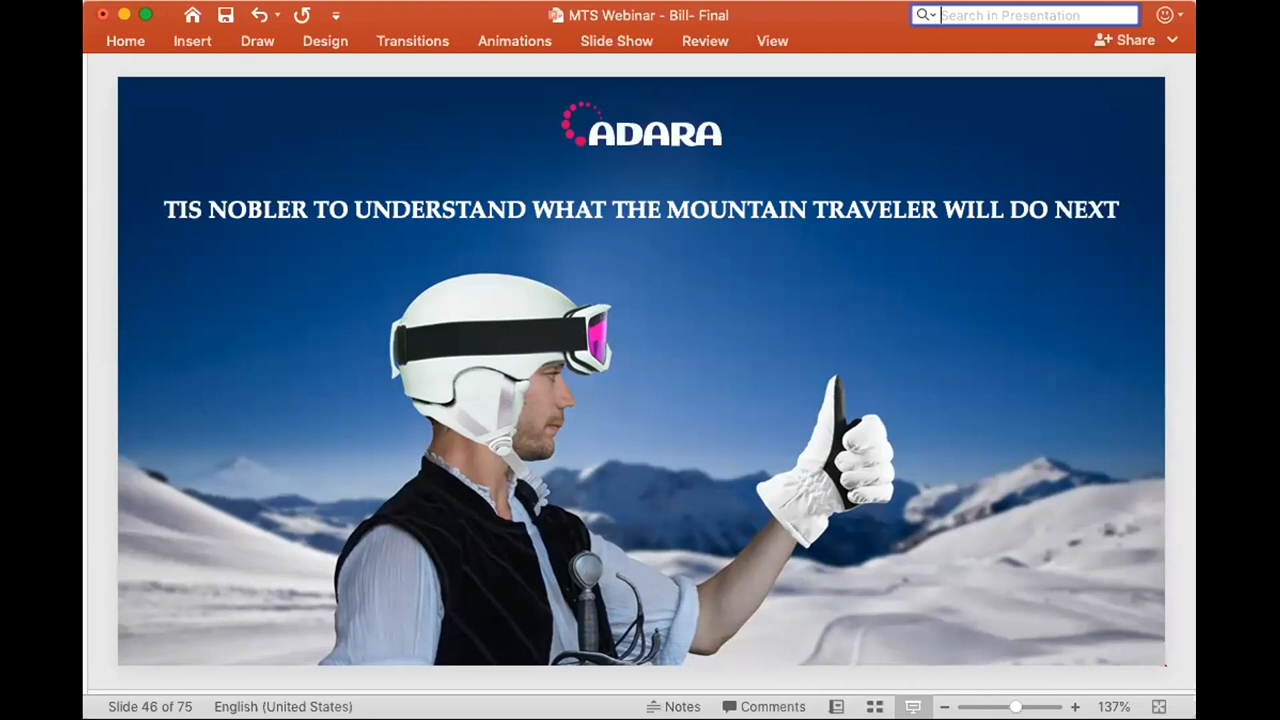 MTS Webinar - Bill- Final
Search in Presentation
Home Insert Draw Design Transitions Animations Slide Show Review View
Share
ADARA
TIS NOBLER TO UNDERSTAND WHAT THE MOUNTAIN TRAVELER WILL DO NEXT
Slide 46 of 75 English (United States) Notes Comments 137%